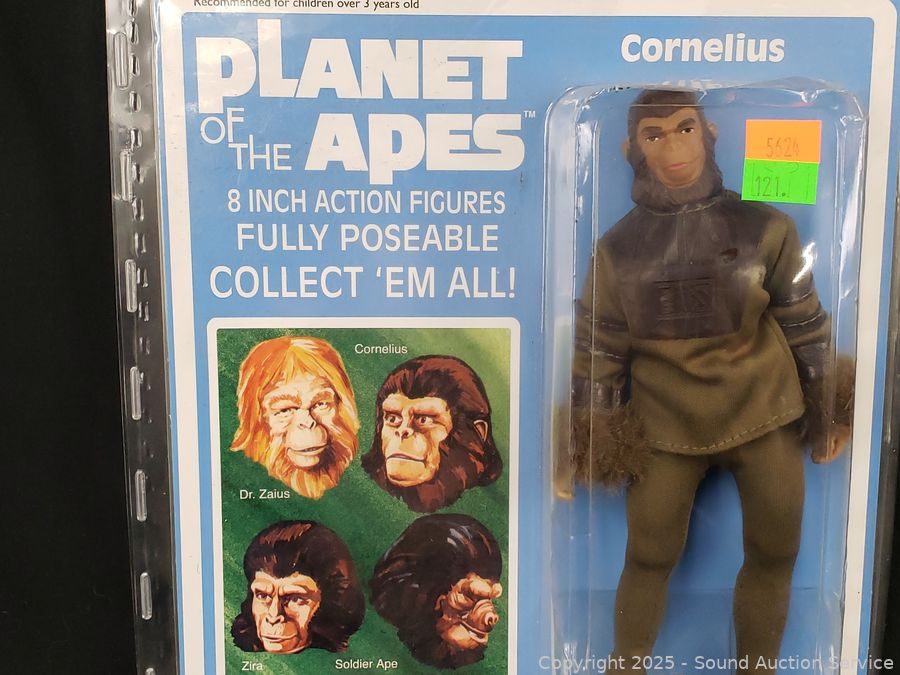 Recommended for children over 3 years old
PLANET
OF
THE APES™
8 INCH ACTION FIGURES
FULLY POSEABLE
COLLECT 'EM ALL!
Cornelius
5624
121.
Cornelius
Dr. Zaius
Zira
Soldier Ape
Copyright 2025 - Sound Auction Service